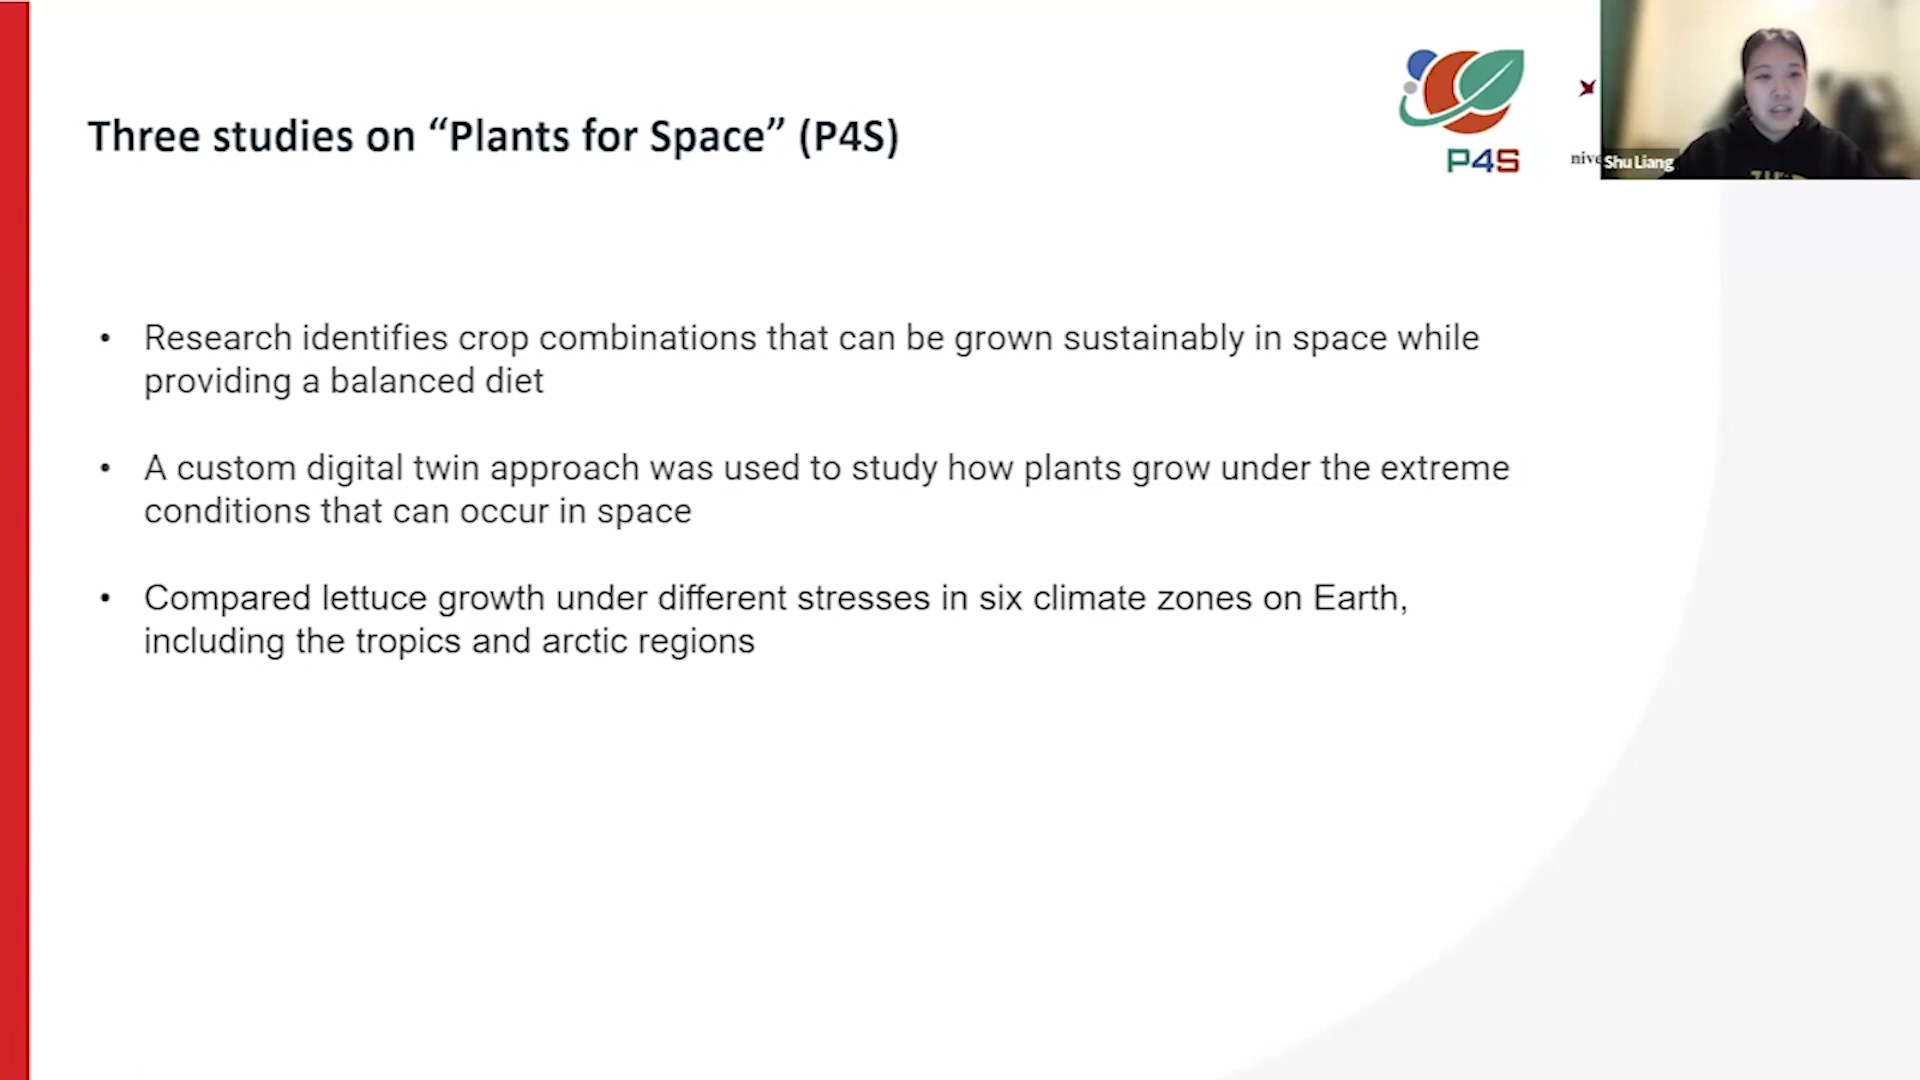 Three studies on “Plants for Space” (P4S)
P4S
Shu Liang
• Research identifies crop combinations that can be grown sustainably in space while
providing a balanced diet
• A custom digital twin approach was used to study how plants grow under the extreme
conditions that can occur in space
• Compared lettuce growth under different stresses in six climate zones on Earth,
including the tropics and arctic regions